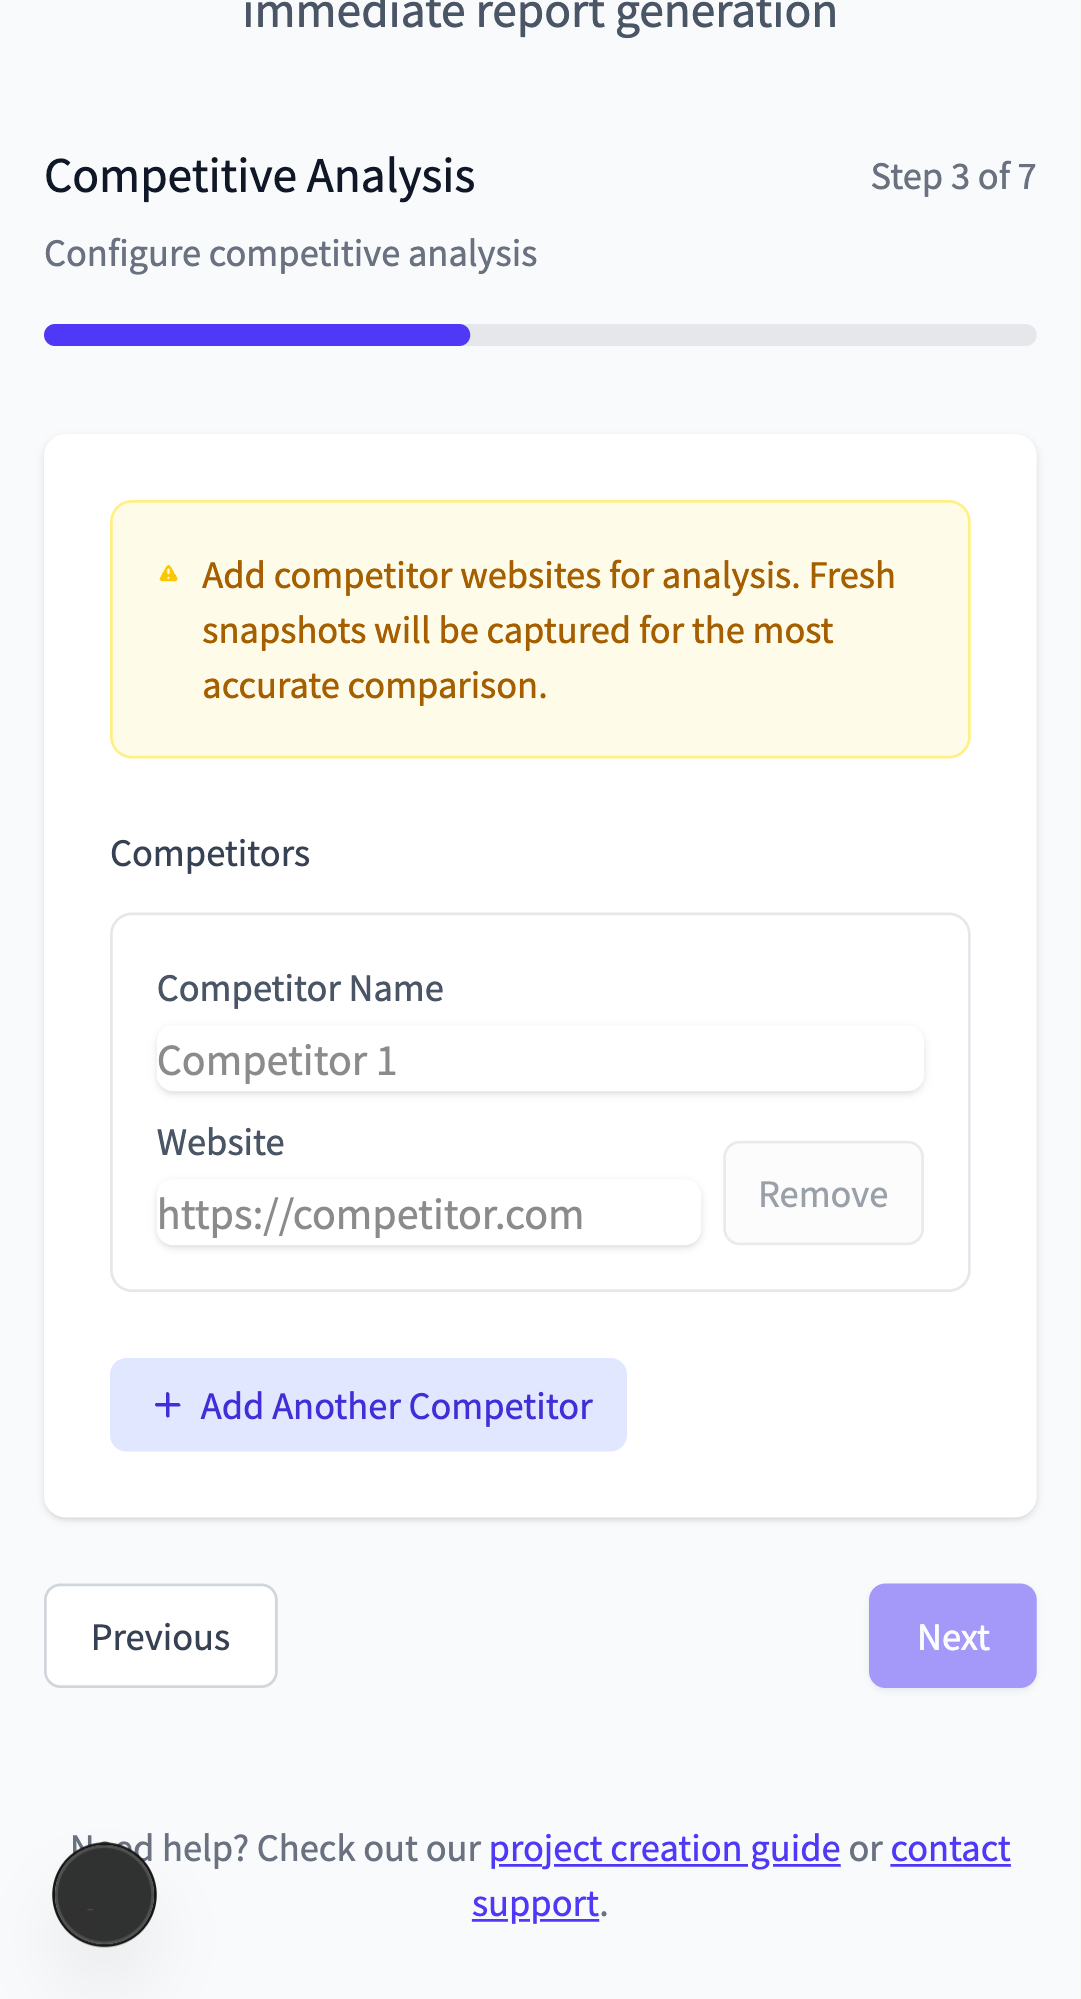 immediate report generation
Competitive Analysis
Step 3 of 7
Configure competitive analysis
Add competitor websites for analysis. Fresh
snapshots will be captured for the most
accurate comparison.
Competitors
Competitor Name
Competitor 1
Website
https://competitor.com
Remove
+ Add Another Competitor
Previous
Next
Need help? Check out our project creation guide or contact
support.